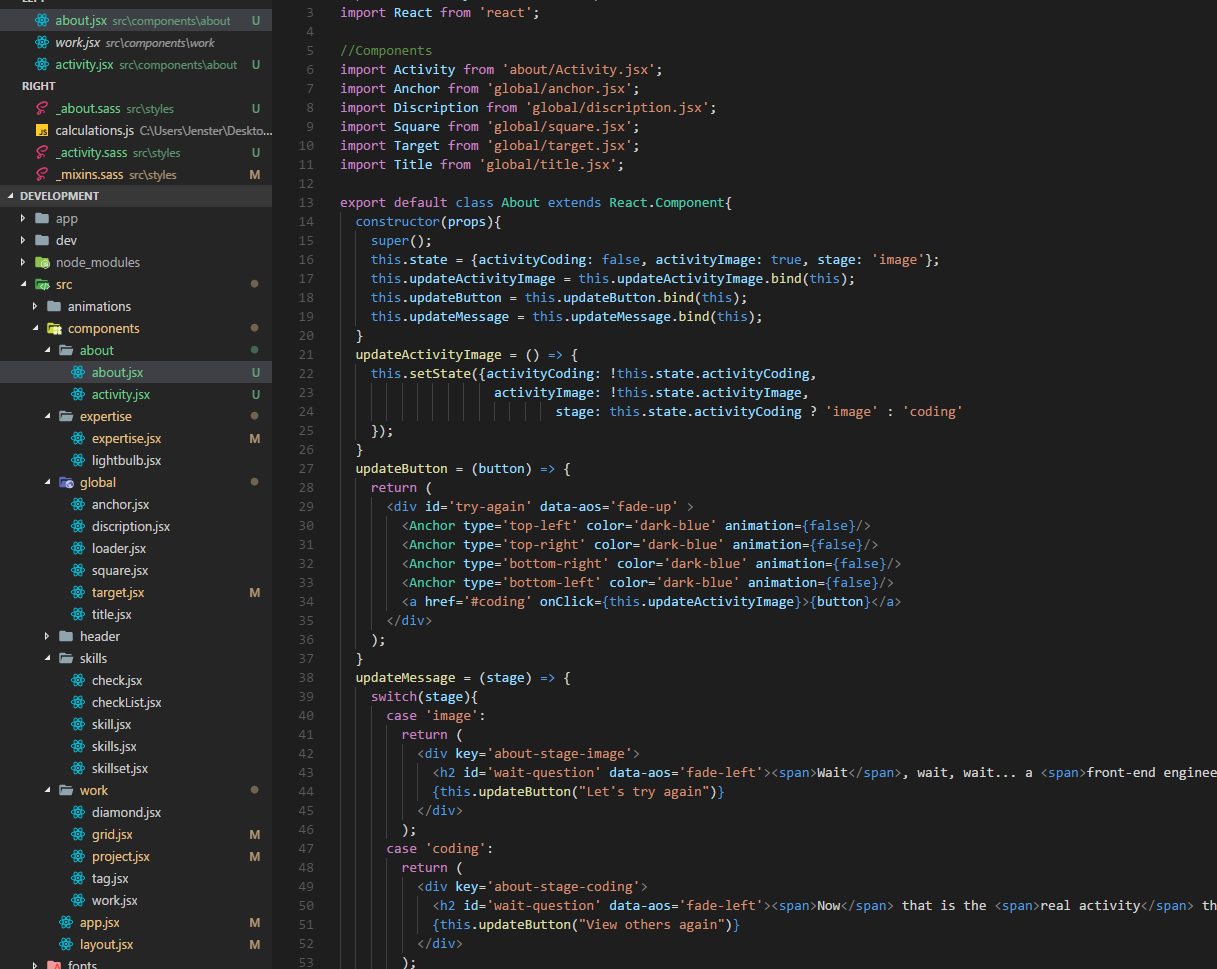 about.jsx src\components\about U
work.jsx src\components\work
activity.jsx src\components\about U
RIGHT
_about.sass src\styles U
JS calculations.js C:\Users\Jenster\Deskto...
_activity.sass src\styles U
_mixins.sass src\styles M
DEVELOPMENT
app
dev
node_modules
src
animations
components
about
about.jsx U
activity.jsx U
expertise
expertise.jsx M
lightbulb.jsx
global
anchor.jsx
discription.jsx
loader.jsx
square.jsx
target.jsx M
title.jsx
header
skills
check.jsx
checkList.jsx
skill.jsx
skills.jsx
skillset.jsx
work
diamond.jsx
grid.jsx M
project.jsx M
tag.jsx
work.jsx
app.jsx M
layout.jsx M
fonts
3 import React from 'react';
4
5 //Components
6 import Activity from 'about/Activity.jsx';
7 import Anchor from 'global/anchor.jsx';
8 import Discription from 'global/discription.jsx';
9 import Square from 'global/square.jsx';
10 import Target from 'global/target.jsx';
11 import Title from 'global/title.jsx';
12
13 export default class About extends React.Component{
14 constructor(props){
15 super();
16 this.state = {activityCoding: false, activityImage: true, stage: 'image'};
17 this.updateActivityImage = this.updateActivityImage.bind(this);
18 this.updateButton = this.updateButton.bind(this);
19 this.updateMessage = this.updateMessage.bind(this);
20 }
21 updateActivityImage = () => {
22 this.setState({activityCoding: !this.state.activityCoding,
23 activityImage: !this.state.activityImage,
24 stage: this.state.activityCoding ? 'image' : 'coding'
25 });
26 }
27 updateButton = (button) => {
28 return (
29 <div id='try-again' data-aos='fade-up' >
30 <Anchor type='top-left' color='dark-blue' animation={false}/>
31 <Anchor type='top-right' color='dark-blue' animation={false}/>
32 <Anchor type='bottom-right' color='dark-blue' animation={false}/>
33 <Anchor type='bottom-left' color='dark-blue' animation={false}/>
34 <a href='#coding' onClick={this.updateActivityImage}>{button}</a>
35 </div>
36 );
37 }
38 updateMessage = (stage) => {
39 switch(stage){
40 case 'image':
41 return (
42 <div key='about-stage-image'>
43 <h2 id='wait-question' data-aos='fade-left'><span>Wait</span>, wait, wait... a <span>front-end enginee
44 {this.updateButton("Let's try again")}
45 </div>
46 );
47 case 'coding':
48 return (
49 <div key='about-stage-coding'>
50 <h2 id='wait-question' data-aos='fade-left'><span>Now</span> that is the <span>real activity</span> th
51 {this.updateButton("View others again")}
52 </div>
53 );